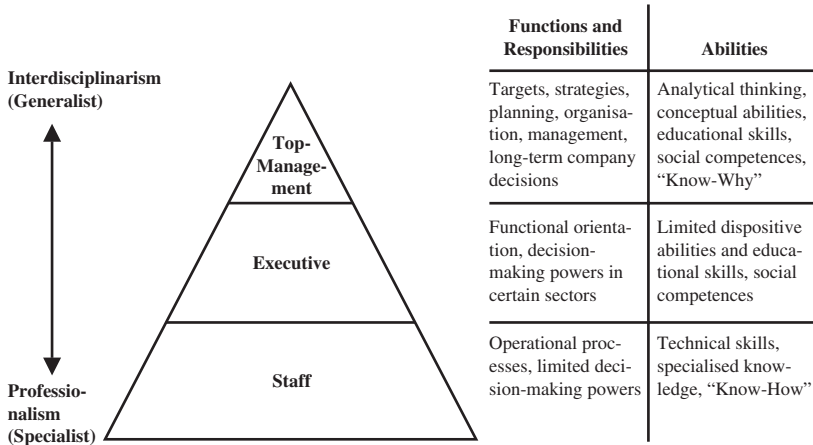 Interdisciplinarism
(Generalist)
Professio-
nalism
(Specialist)
Top-
Manage-
ment
Executive
Staff
Functions and
Responsibilities
Abilities
Targets, strategies,
planning, organisa-
tion, management,
long-term company
decisions
Analytical thinking,
conceptual abilities,
educational skills,
social competences,
“Know-Why”
Functional orienta-
tion, decision-
making powers in
certain sectors
Limited dispositive
abilities and educa-
tional skills, social
competences
Operational proc-
esses, limited deci-
sion-making powers
Technical skills,
specialised know-
ledge, “Know-How”